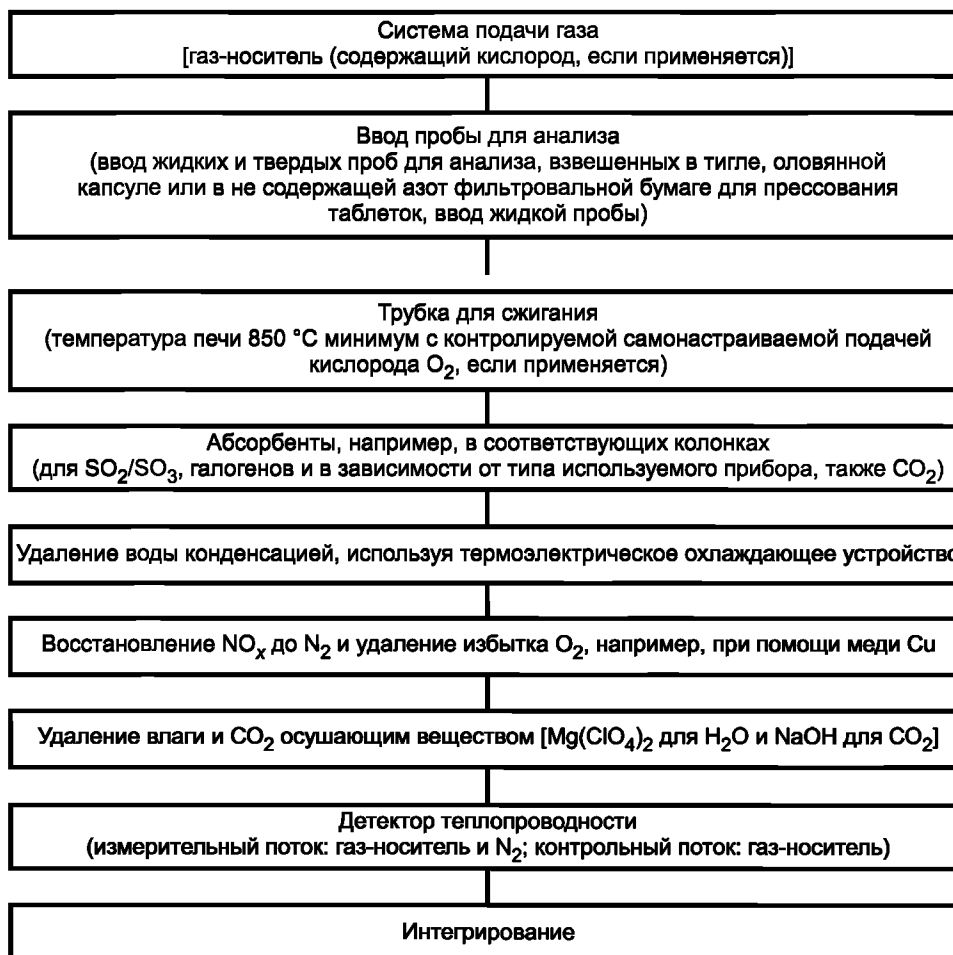 Система подачи газа
[газ-носитель (содержащий кислород, если применяется)]
Ввод пробы для анализа
(ввод жидких и твердых проб для анализа, взвешенных в тигле, оловянной
капсуле или в не содержащей азот фильтровальной бумаге для прессования
таблеток, ввод жидкой пробы)
Трубка для сжигания
(температура печи 850 °С минимум с контролируемой самонастраиваемой подачей
кислорода O₂, если применяется)
Абсорбенты, например, в соответствующих колонках
(для SO₂/SO₃, галогенов и в зависимости от типа используемого прибора, также CO₂)
Удаление воды конденсацией, используя термоэлектрическое охлаждающее устройство
Восстановление NOₓ до N₂ и удаление избытка O₂, например, при помощи меди Cu
Удаление влаги и CO₂ осушающим веществом [Mg(ClO₄)₂ для H₂O и NaOH для CO₂]
Детектор теплопроводности
(измерительный поток: газ-носитель и N₂; контрольный поток: газ-носитель)
Интегрирование